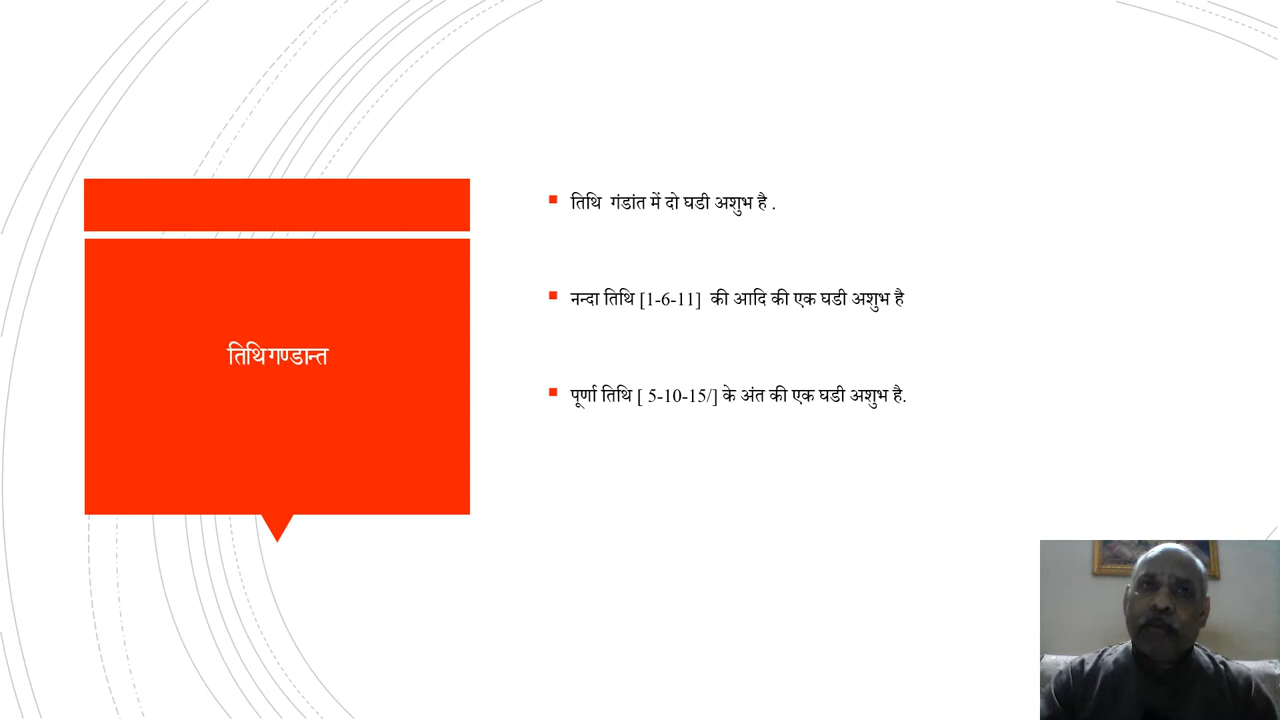 तिथिगण्डान्त
तिथि गंडांत में दो घडी अशुभ है .
नन्दा तिथि [1-6-11] की आदि की एक घडी अशुभ है
पूर्णा तिथि [ 5-10-15/] के अंत की एक घडी अशुभ है.